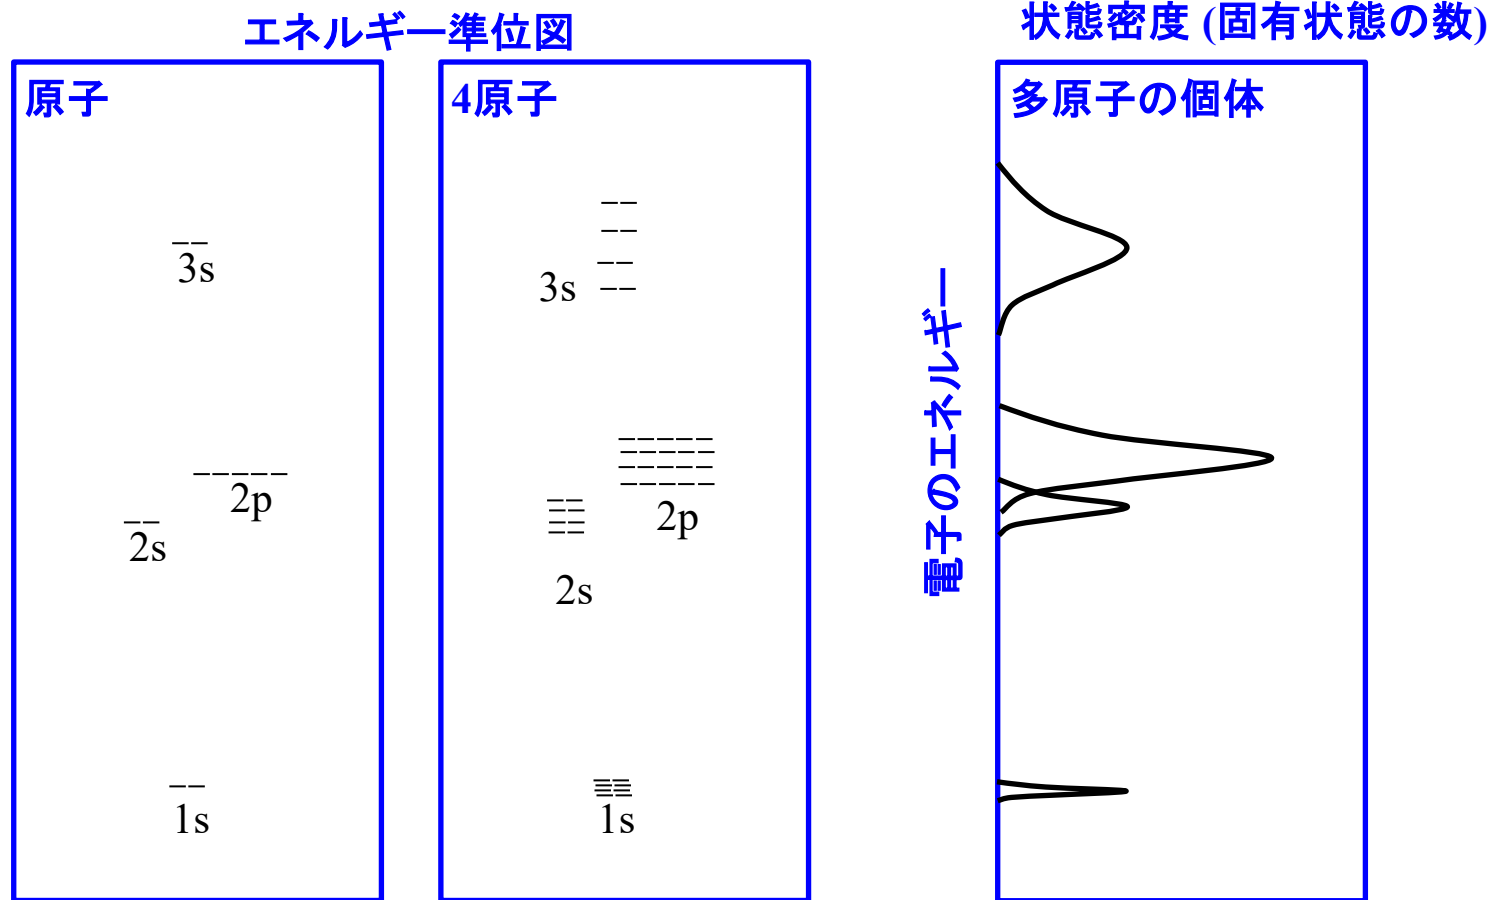 エネルギー準位図
状態密度 (固有状態の数)
原子
3s
2p
2s
1s
4原子
3s
2p
2s
1s
電子のエネルギー
多原子の個体